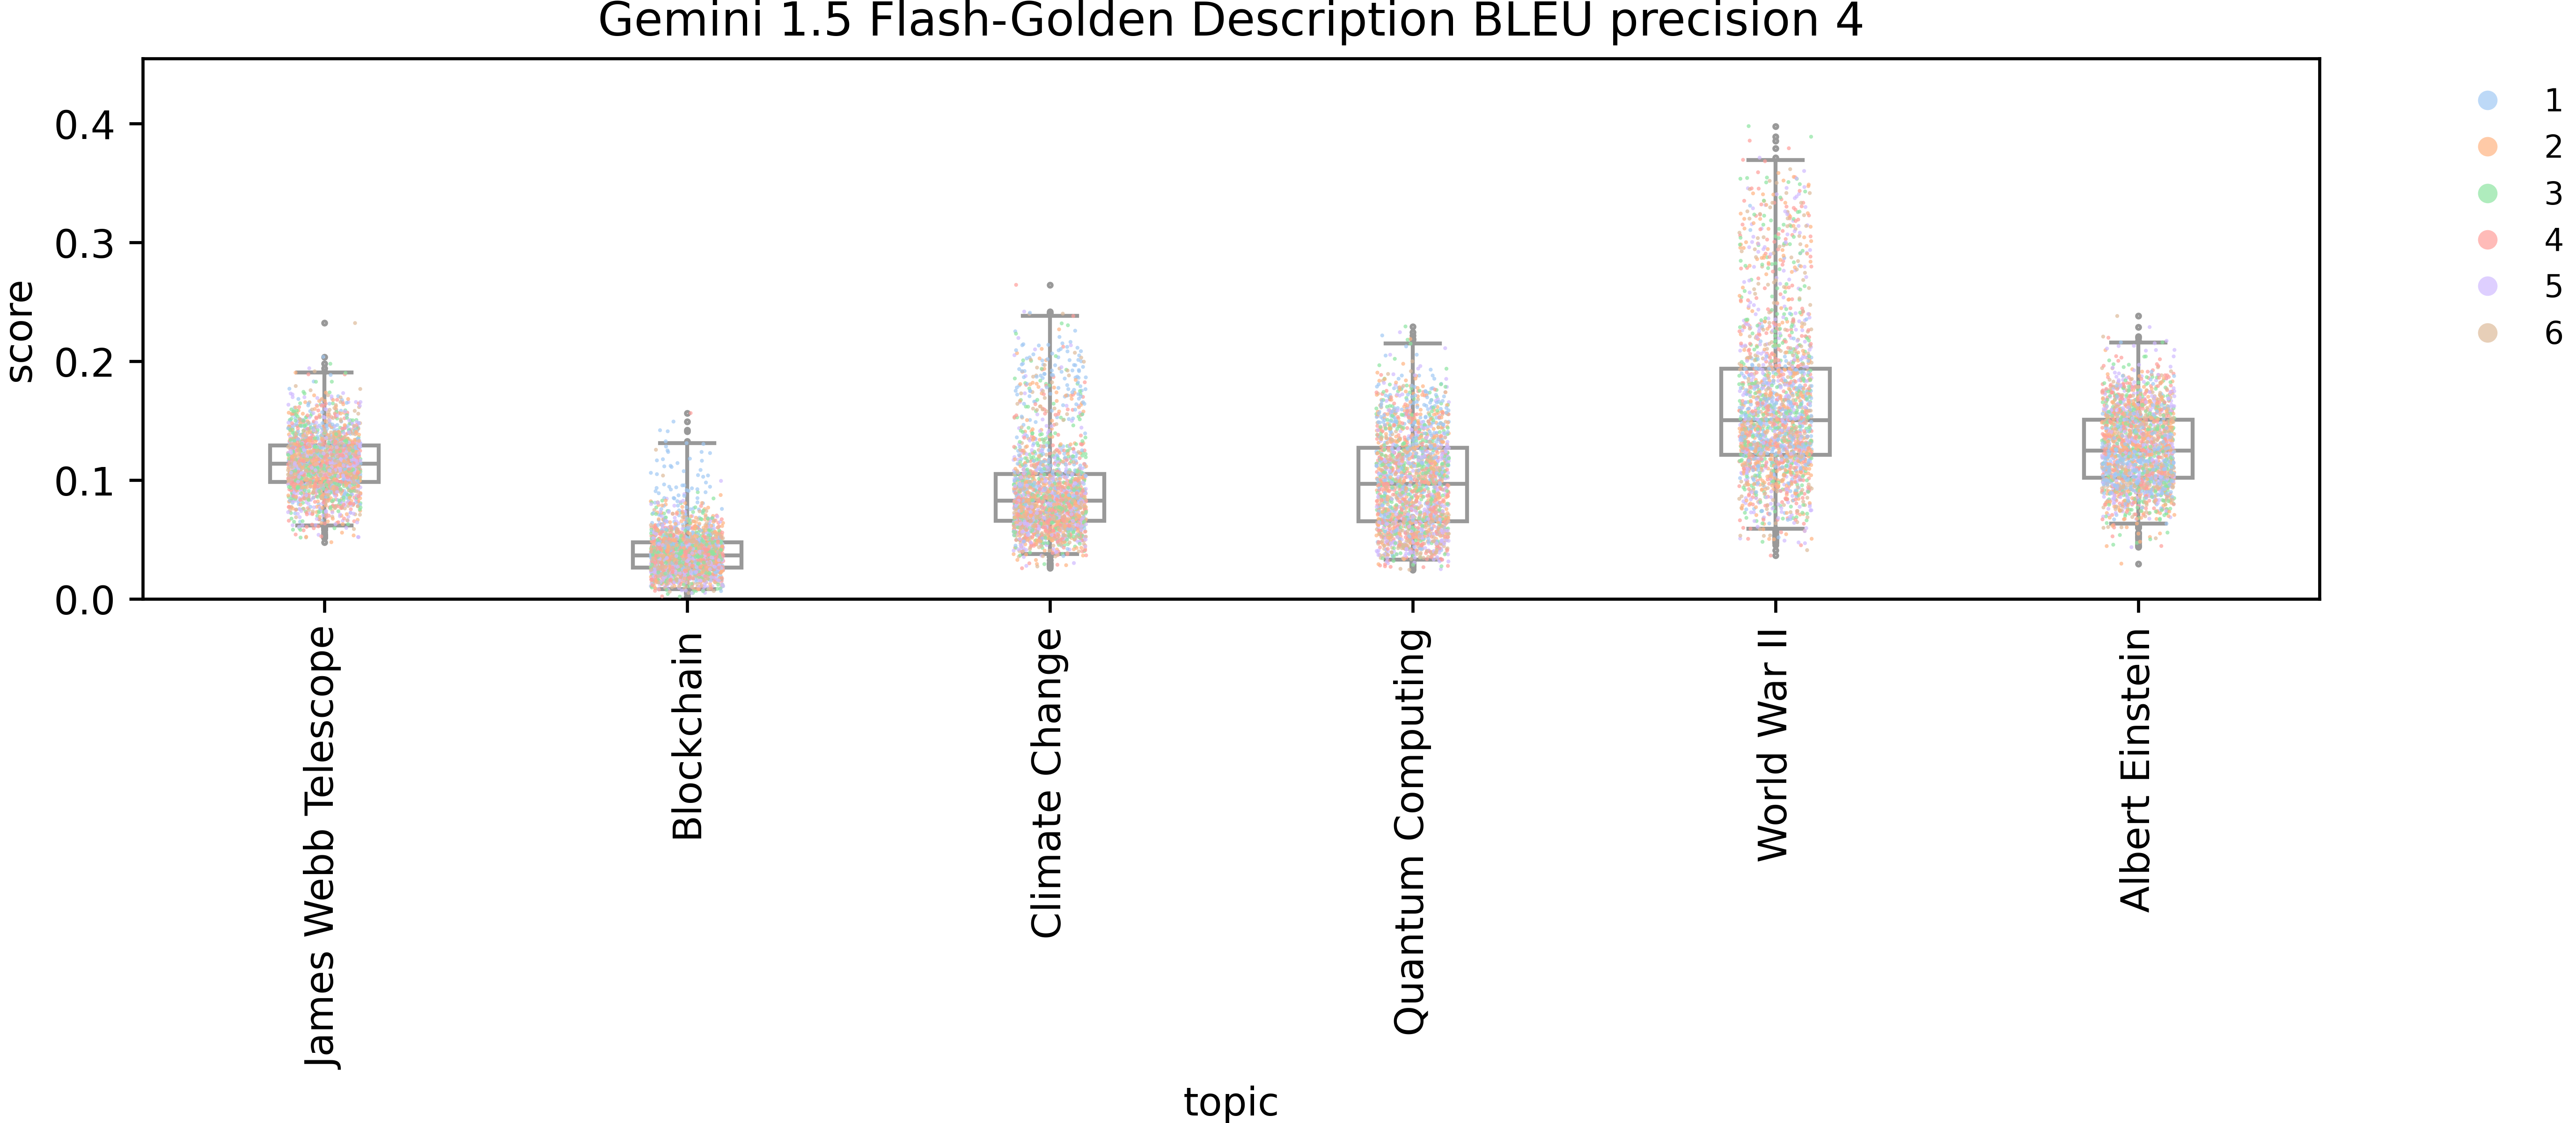 Gemini 1.5 Flash-Golden Description BLEU precision 4
score
0.4
0.3
0.2
0.1
0.0
James Webb Telescope
Blockchain
Climate Change
Quantum Computing
World War II
Albert Einstein
topic
1
2
3
4
5
6